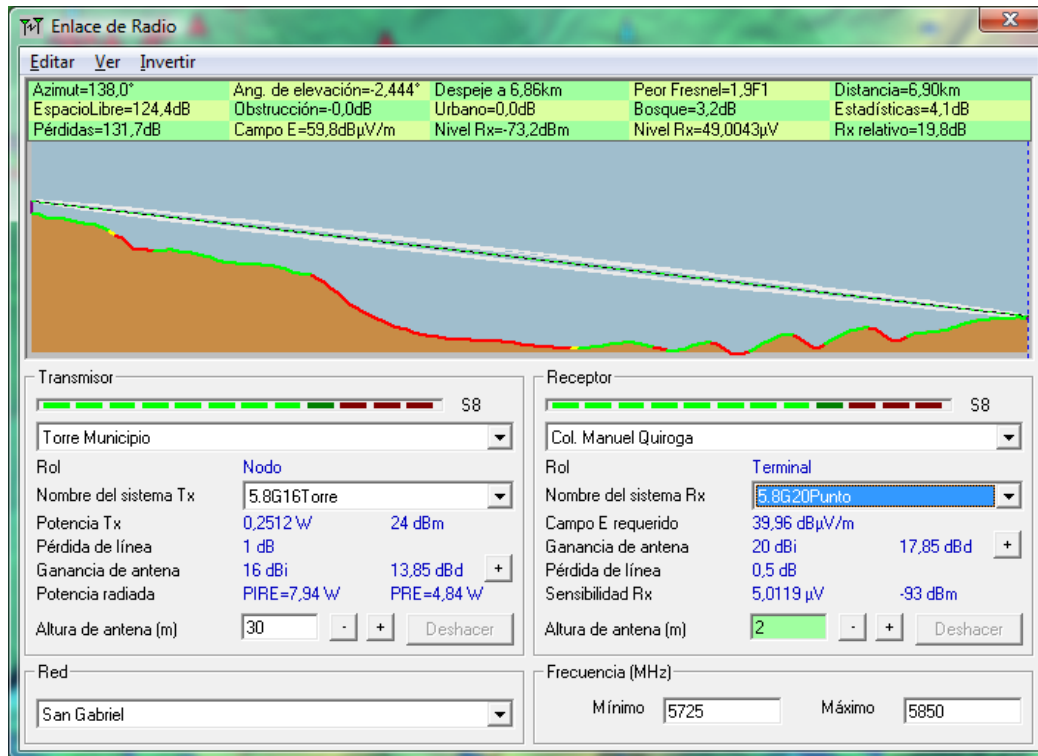 Enlace de Radio
Editar Ver Invertir
Azimut=138,0° Ang. de elevación=-2,444° Despeje a 6,86km Peor Fresnel=1,9F1 Distancia=6,90km
EspacioLibre=124,4dB Obstrucción=-0,0dB Urbano=0,0dB Bosque=3,2dB Estadísticas=4,1dB
Pérdidas=131,7dB Campo E=59,8dBµV/m Nivel Rx=-73,2dBm Nivel Rx=49,0043µV Rx relativo=19,8dB
Transmisor
S8
Torre Municipio
Rol Nodo
Nombre del sistema Tx 5.8G16Torre
Potencia Tx 0,2512 W 24 dBm
Pérdida de línea 1 dB
Ganancia de antena 16 dBi 13,85 dBd +
Potencia radiada PIRE=7,94 W PRE=4,84 W
Altura de antena (m) 30 - + Deshacer
Red
San Gabriel
Receptor
S8
Col. Manuel Quiroga
Rol Terminal
Nombre del sistema Rx 5.8G20Punto
Campo E requerido 39,96 dBµV/m
Ganancia de antena 20 dBi 17,85 dBd +
Pérdida de línea 0,5 dB
Sensibilidad Rx 5,0119 µV -93 dBm
Altura de antena (m) 2 - + Deshacer
Frecuencia (MHz)
Mínimo 5725 Máximo 5850